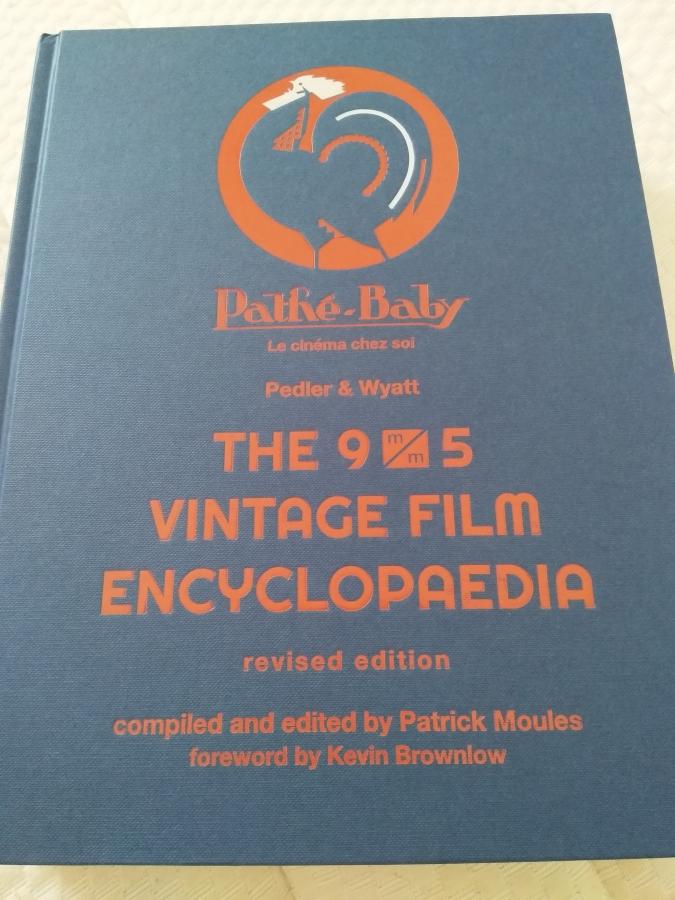 Pathé-Baby
Le cinéma chez soi
Pedler & Wyatt
THE 9 m/m 5
VINTAGE FILM
ENCYCLOPAEDIA
revised edition
compiled and edited by Patrick Moules
foreword by Kevin Brownlow